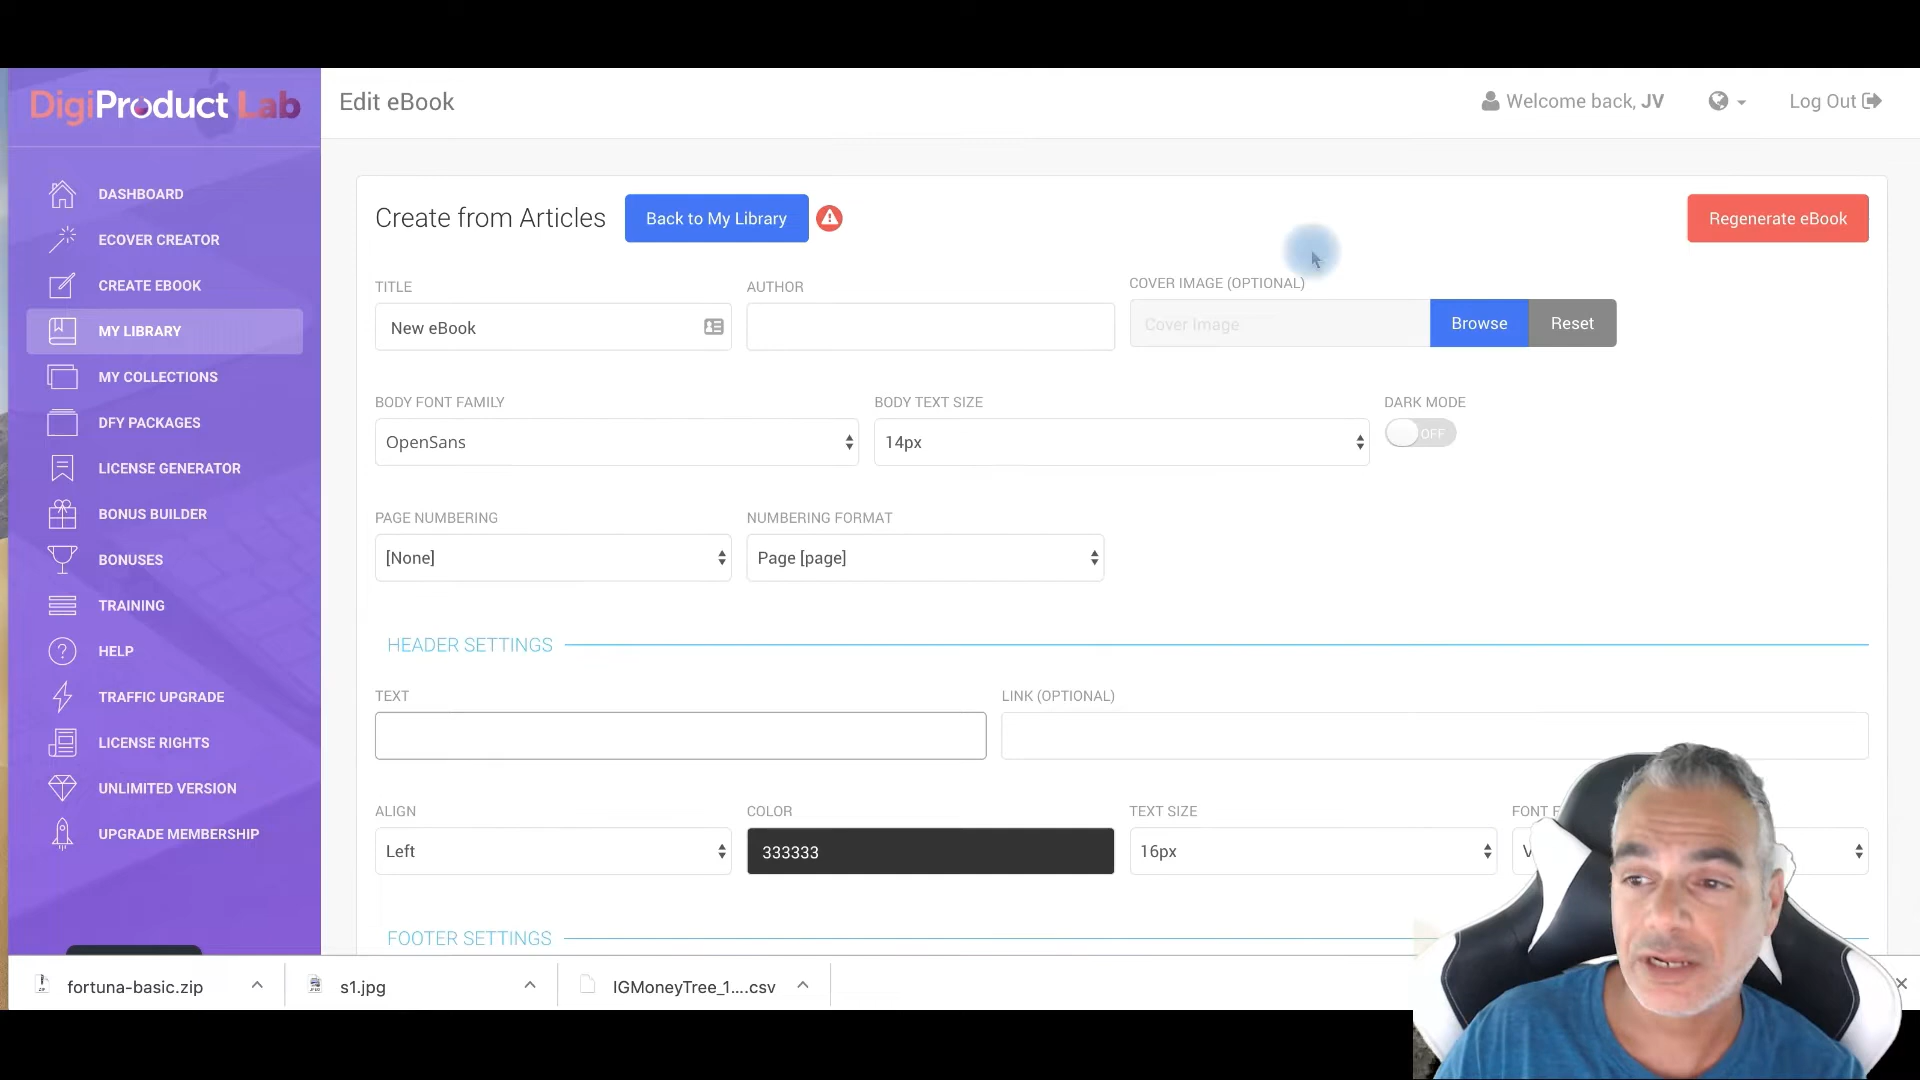 DigiProduct Lab
Edit eBook
Welcome back, JV
Log Out
DASHBOARD
ECOVER CREATOR
CREATE EBOOK
MY LIBRARY
MY COLLECTIONS
DFY PACKAGES
LICENSE GENERATOR
BONUS BUILDER
BONUSES
TRAINING
HELP
TRAFFIC UPGRADE
LICENSE RIGHTS
UNLIMITED VERSION
UPGRADE MEMBERSHIP
Create from Articles
Back to My Library
Regenerate eBook
TITLE
AUTHOR
COVER IMAGE (OPTIONAL)
New eBook
Cover Image
Browse
Reset
BODY FONT FAMILY
BODY TEXT SIZE
DARK MODE
OpenSans
14px
OFF
PAGE NUMBERING
NUMBERING FORMAT
[None]
Page [page]
HEADER SETTINGS
TEXT
LINK (OPTIONAL)
ALIGN
COLOR
TEXT SIZE
FONT F
Left
333333
16px
V
FOOTER SETTINGS
fortuna-basic.zip
s1.jpg
IGMoneyTree_1....csv